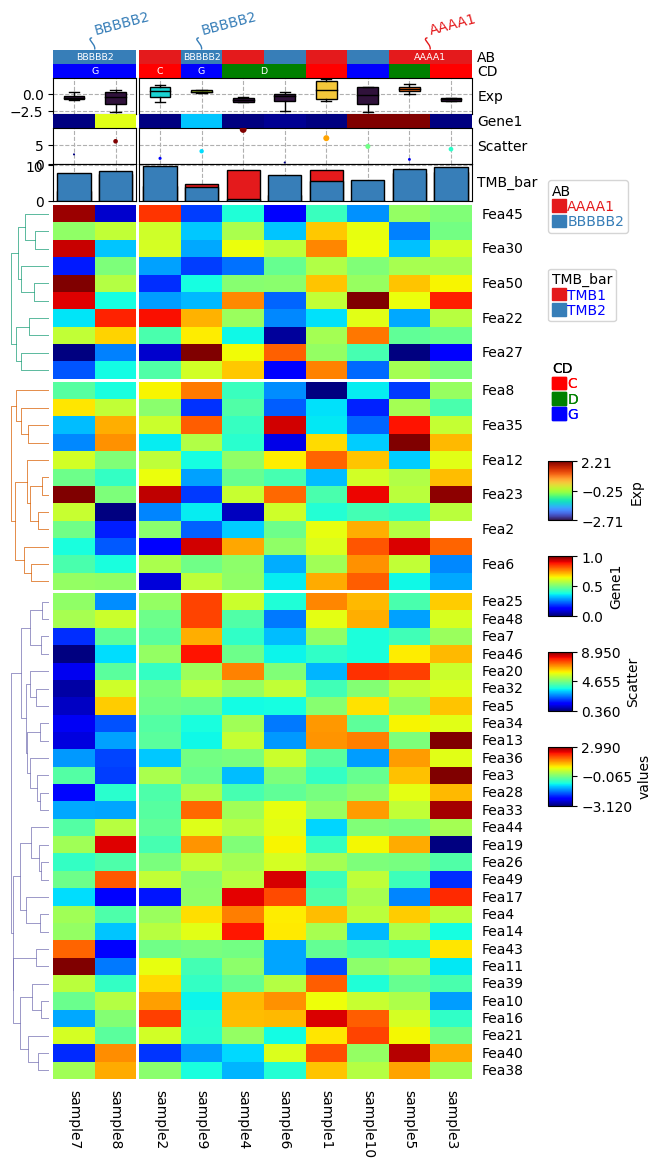 BBBBB2 BBBBB2 AAAA1
BBBBB2 BBBBB2 AAAA1 AB
G C G D CD
0.0 Exp
−2.5
Gene1
5 Scatter
0
10 TMB_bar
0
Fea45
Fea30
Fea50
Fea22
Fea27
Fea8
Fea35
Fea12
Fea23
Fea2
Fea6
Fea25
Fea48
Fea7
Fea46
Fea20
Fea32
Fea5
Fea34
Fea13
Fea36
Fea3
Fea28
Fea33
Fea44
Fea19
Fea26
Fea49
Fea17
Fea4
Fea14
Fea43
Fea11
Fea39
Fea10
Fea16
Fea21
Fea40
Fea38
sample7 sample8 sample2 sample9 sample4 sample6 sample1 sample10 sample5 sample3
AB
AAAA1
BBBBB2
TMB_bar
TMB1
TMB2
CD
C
D
G
2.21
−0.25
−2.71
Exp
1.0
0.5
0.0
Gene1
8.950
4.655
0.360
Scatter
2.990
−0.065
−3.120
values